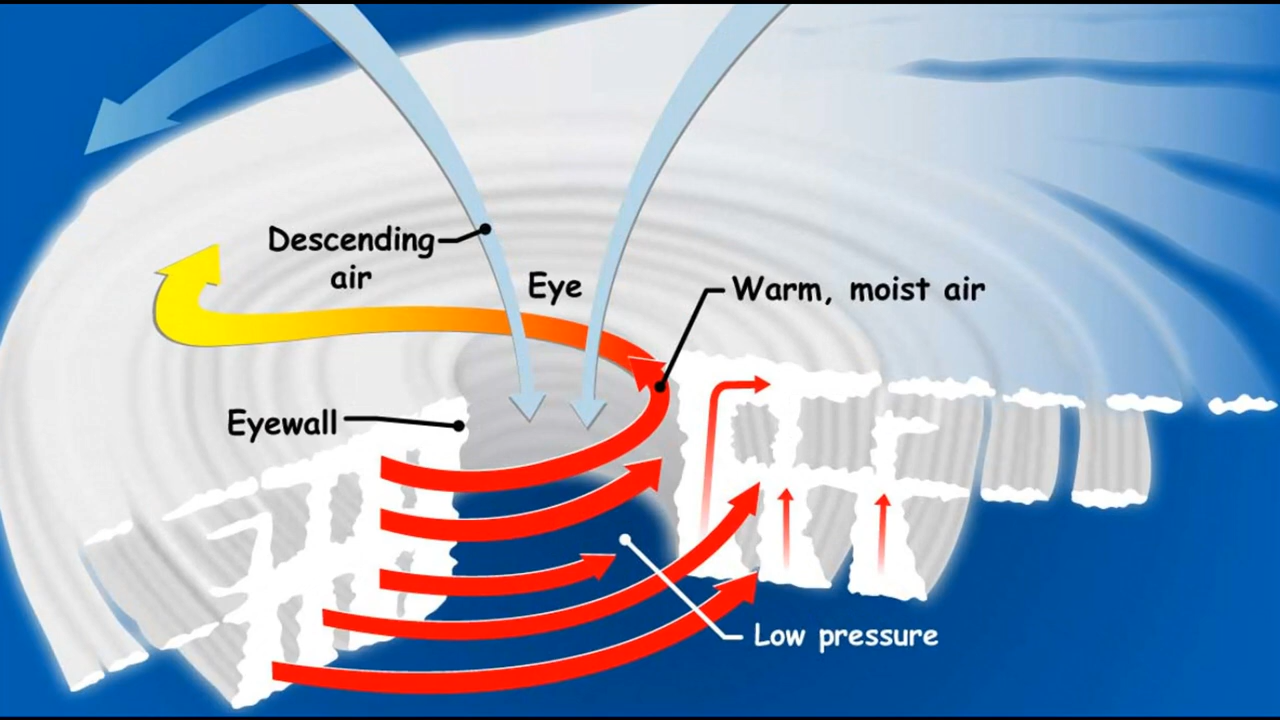 Descending
air
Eye
Warm, moist air
Eyewall
Low pressure